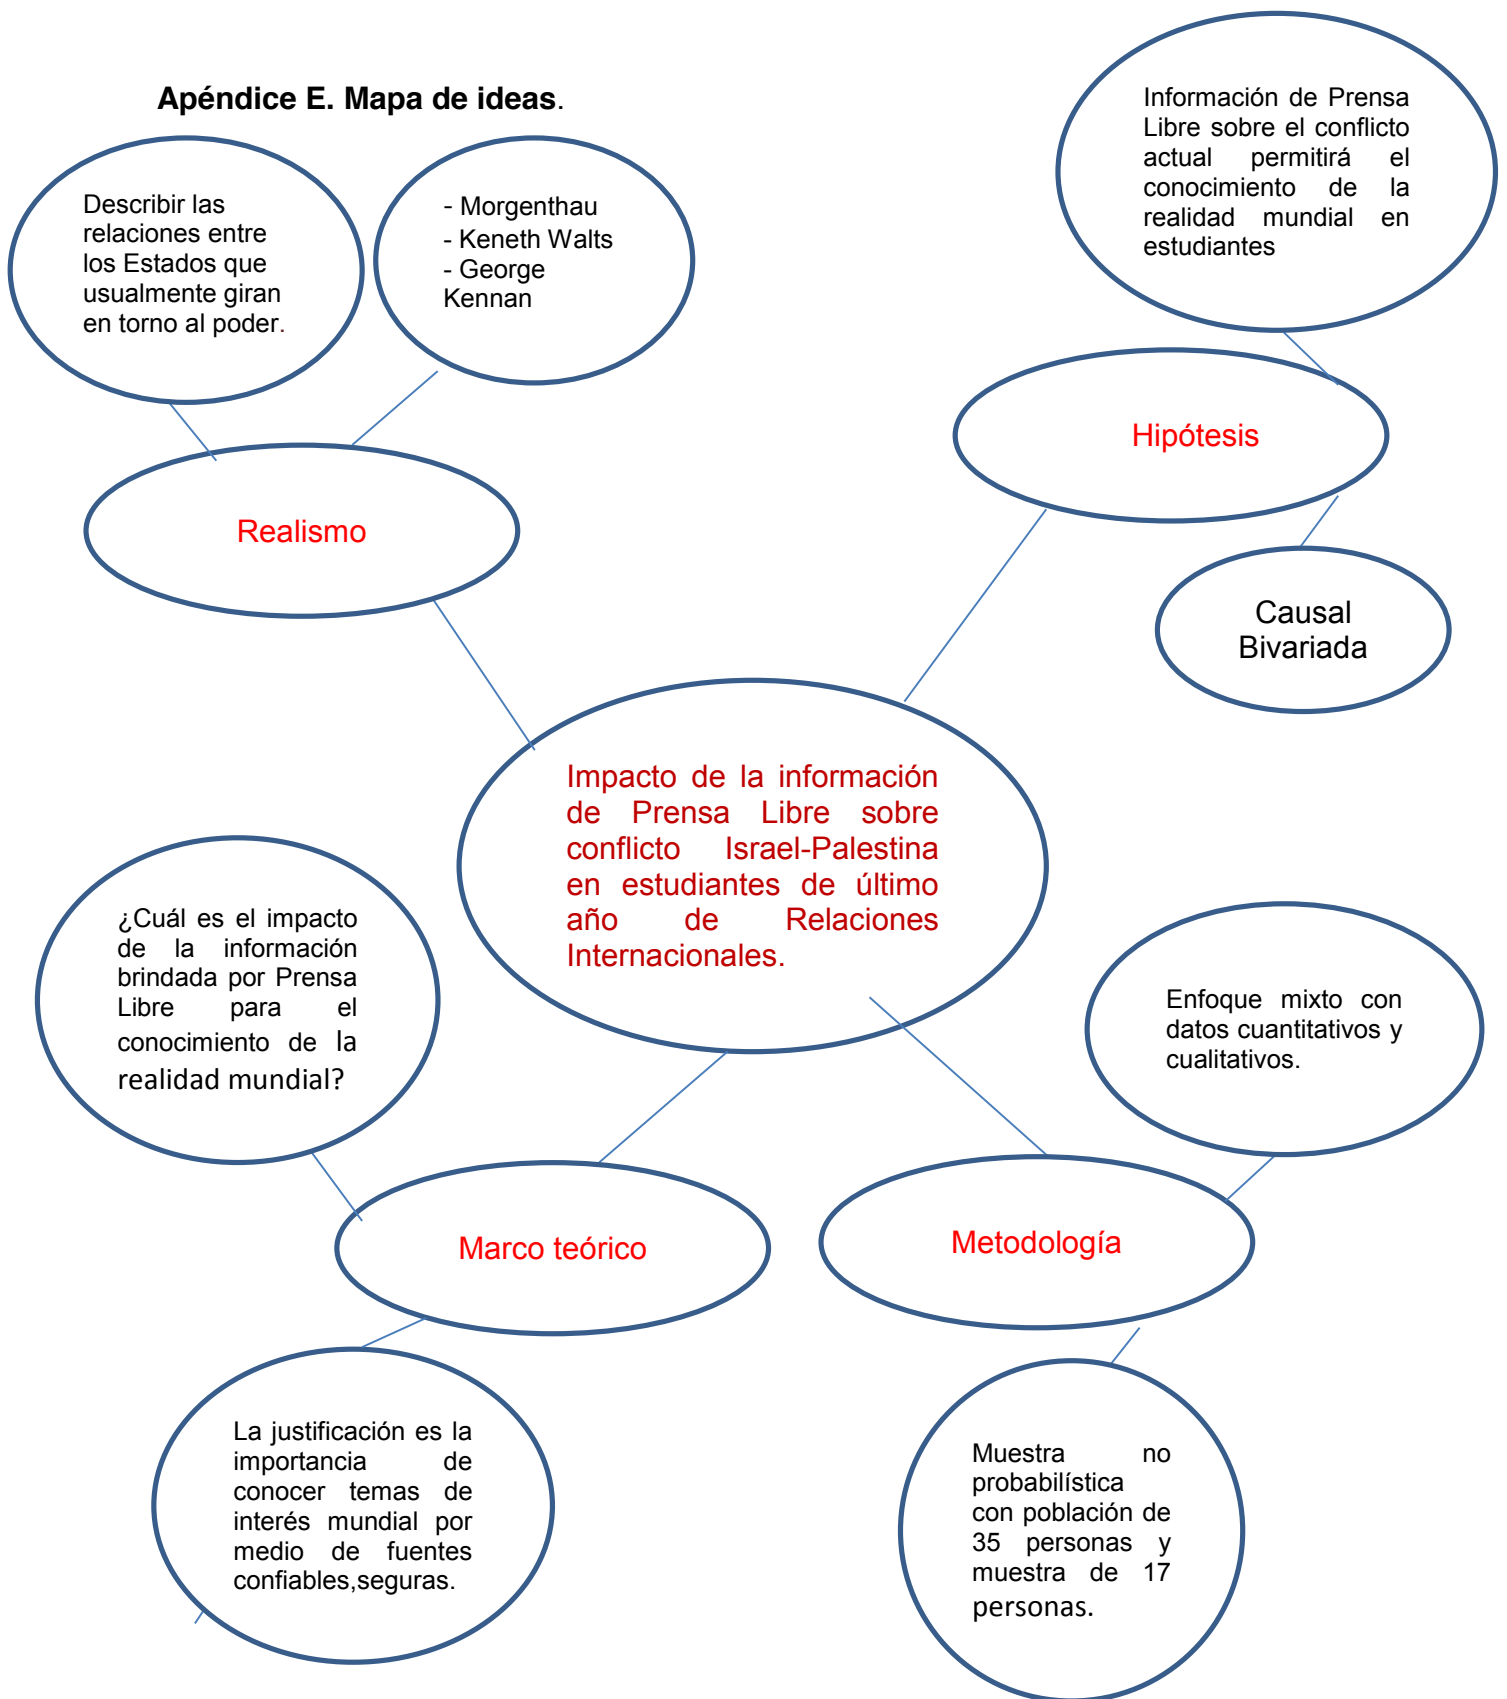 Apéndice E. Mapa de ideas.
Describir las
relaciones entre
los Estados que
usualmente giran
en torno al poder.
- Morgenthau
- Keneth Walts
- George
Kennan
Información de Prensa
Libre sobre el conflicto
actual permitirá el
conocimiento de la
realidad mundial en
estudiantes
Hipótesis
Realismo
Causal
Bivariada
Impacto de la información
de Prensa Libre sobre
conflicto Israel-Palestina
en estudiantes de último
año de Relaciones
Internacionales.
¿Cuál es el impacto
de la información
brindada por Prensa
Libre para el
conocimiento de la
realidad mundial?
Enfoque mixto con
datos cuantitativos y
cualitativos.
Marco teórico
Metodología
La justificación es la
importancia de
conocer temas de
interés mundial por
medio de fuentes
confiables,seguras.
Muestra no
probabilística
con población de
35 personas y
muestra de 17
personas.